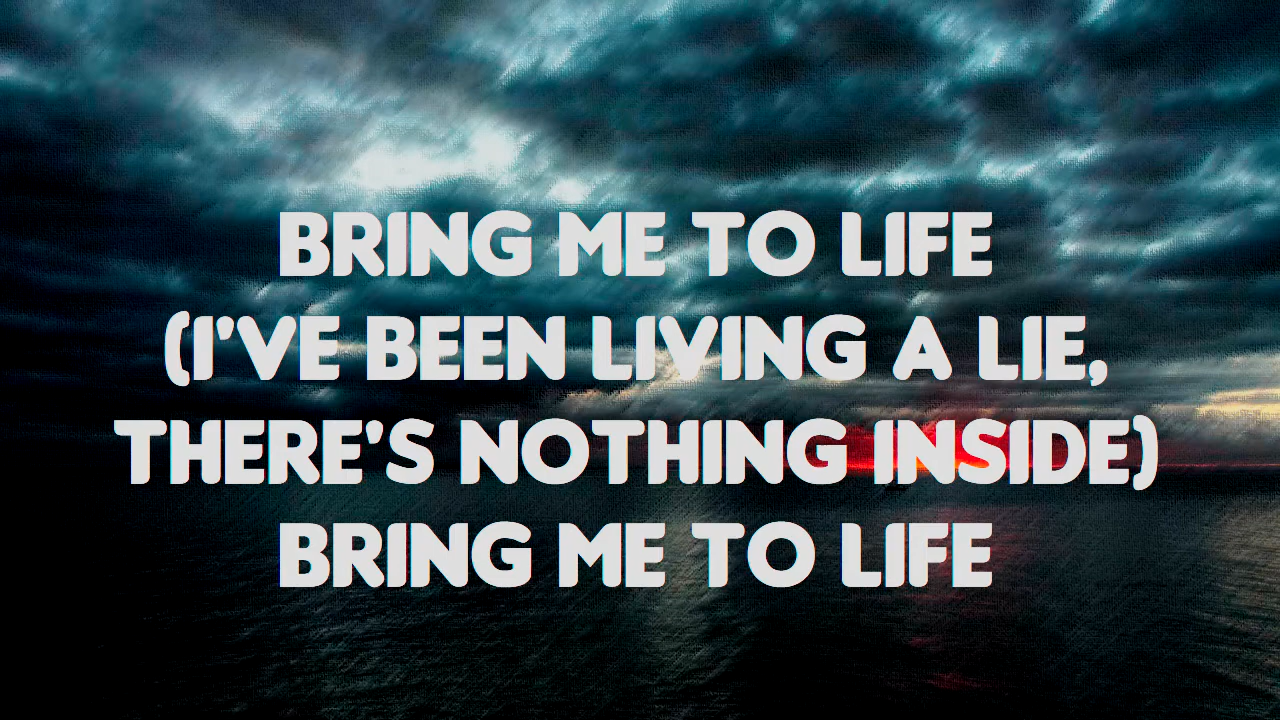 BRING ME TO LIFE
(I'VE BEEN LIVING A LIE,
THERE'S NOTHING INSIDE)
BRING ME TO LIFE